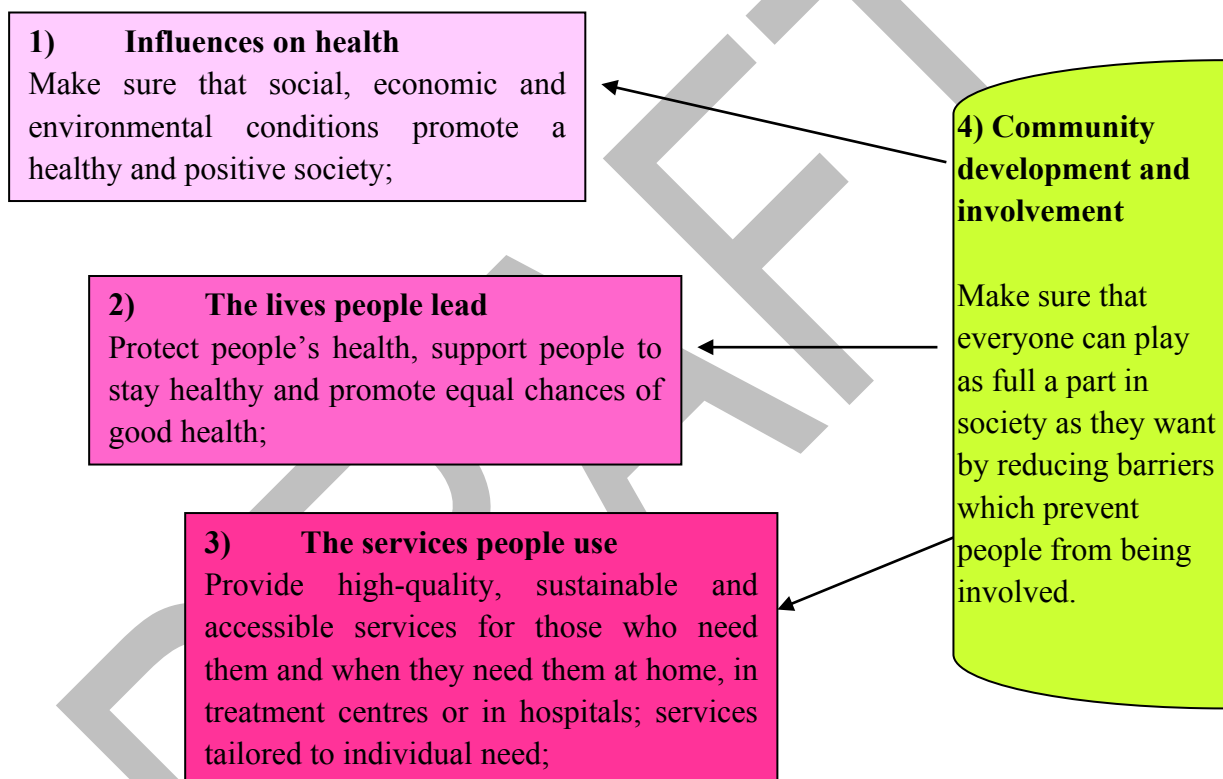 1) Influences on health
Make sure that social, economic and
environmental conditions promote a
healthy and positive society;
2) The lives people lead
Protect people’s health, support people to
stay healthy and promote equal chances of
good health;
3) The services people use
Provide high-quality, sustainable and
accessible services for those who need
them and when they need them at home, in
treatment centres or in hospitals; services
tailored to individual need;
4) Community
development and
involvement
Make sure that
everyone can play
as full a part in
society as they want
by reducing barriers
which prevent
people from being
involved.
DRAFT